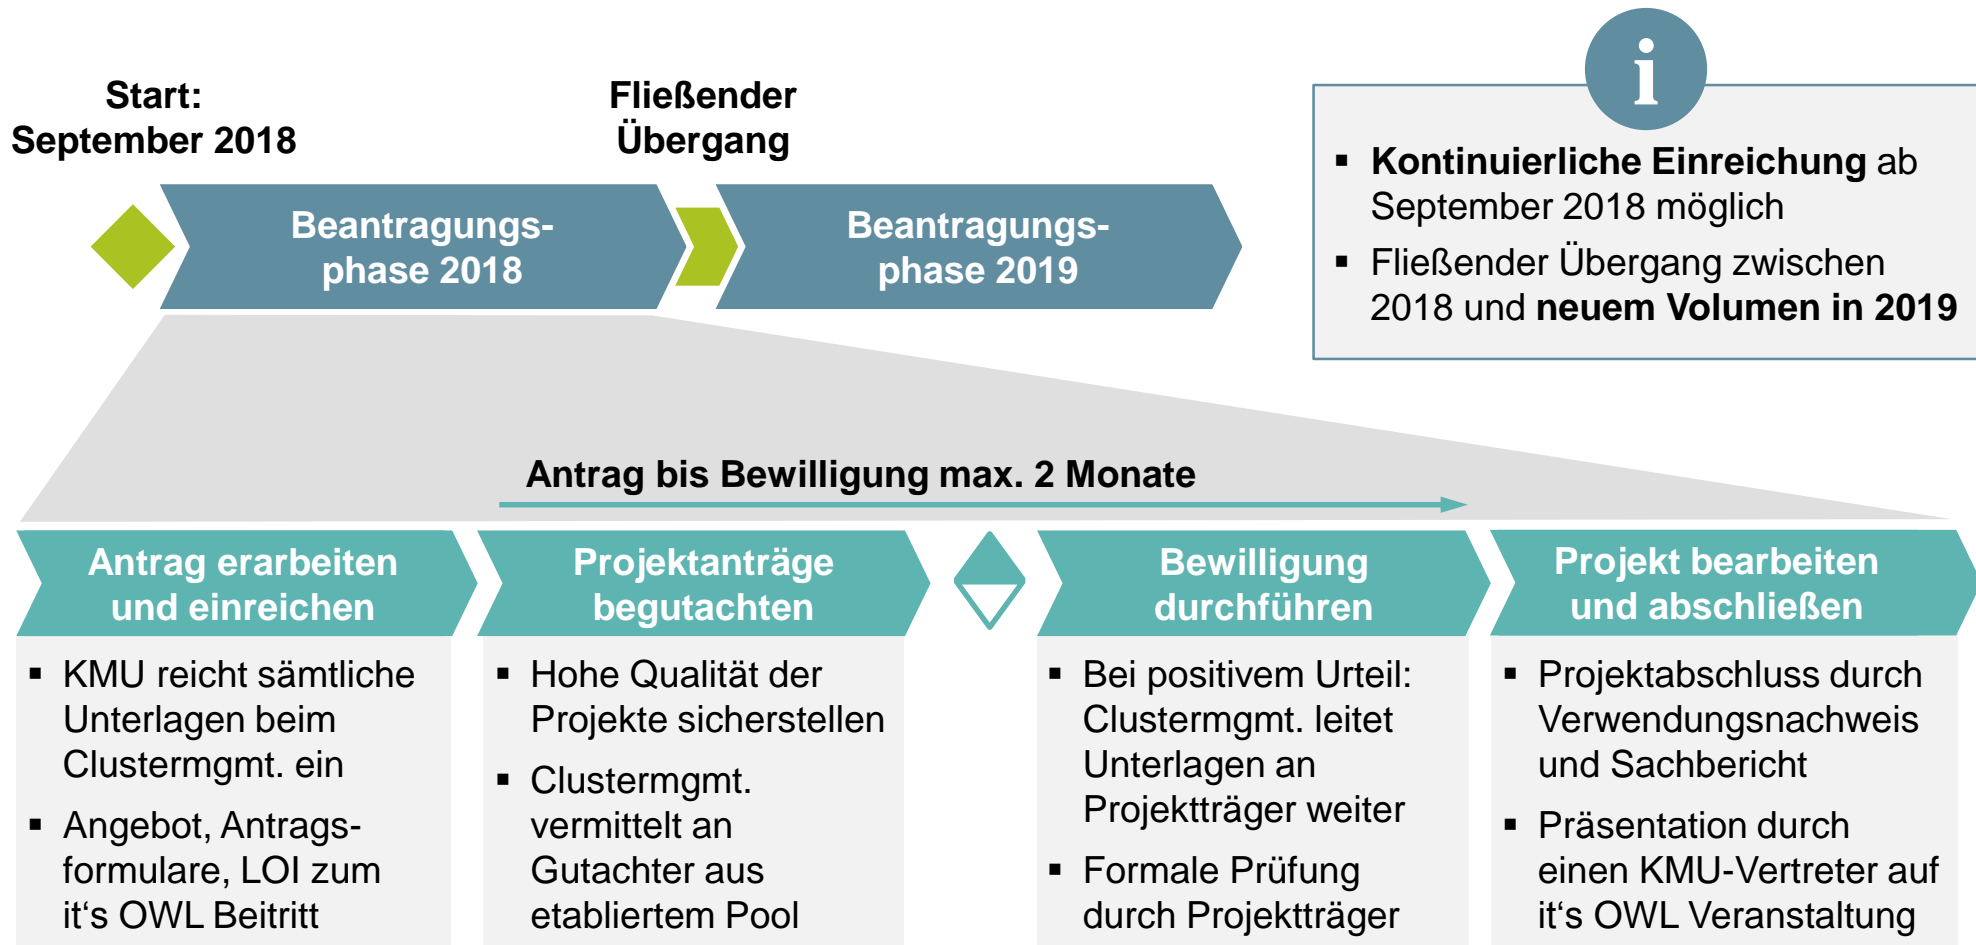 Start:
September 2018
Fließender
Übergang
Beantragungs-
phase 2018
Beantragungs-
phase 2019
i
▪ Kontinuierliche Einreichung ab
September 2018 möglich
▪ Fließender Übergang zwischen
2018 und neuem Volumen in 2019
Antrag bis Bewilligung max. 2 Monate
Antrag erarbeiten
und einreichen
▪ KMU reicht sämtliche
Unterlagen beim
Clustermgmt. ein
▪ Angebot, Antrags-
formulare, LOI zum
it‘s OWL Beitritt
Projektanträge
begutachten
▪ Hohe Qualität der
Projekte sicherstellen
▪ Clustermgmt.
vermittelt an
Gutachter aus
etabliertem Pool
Bewilligung
durchführen
▪ Bei positivem Urteil:
Clustermgmt. leitet
Unterlagen an
Projektträger weiter
▪ Formale Prüfung
durch Projektträger
Projekt bearbeiten
und abschließen
▪ Projektabschluss durch
Verwendungsnachweis
und Sachbericht
▪ Präsentation durch
einen KMU-Vertreter auf
it‘s OWL Veranstaltung